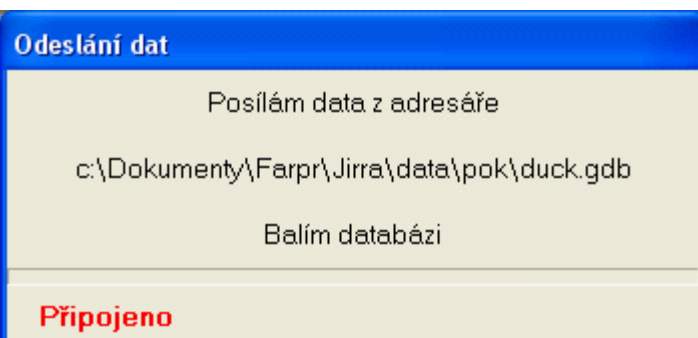 Odeslání dat
Posílám data z adresáře
c:\Dokumenty\Farpr\Jirra\data\pok\duck.gdb
Balím databázi
Připojeno